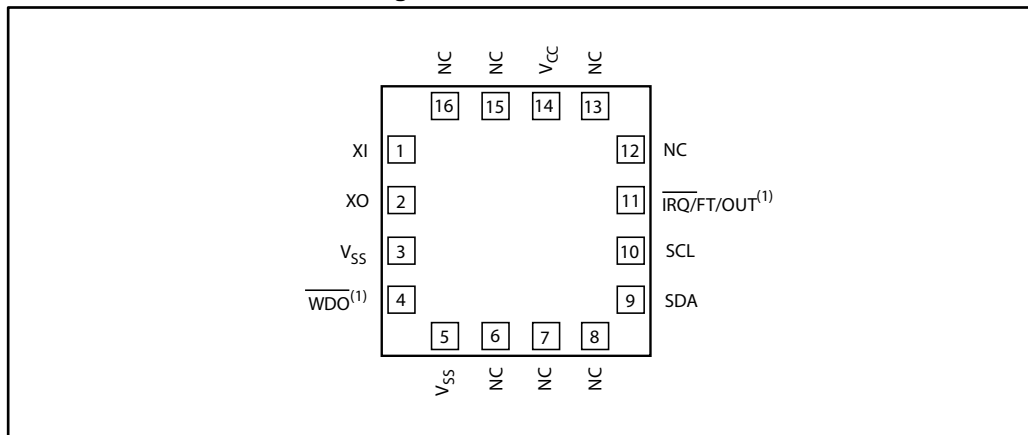 NC NC VCC NC
16 15 14 13
XI 1 12 NC
XO 2 11 IRQ/FT/OUT(1)
VSS 3 10 SCL
WDO(1) 4 9 SDA
5 6 7 8
VSS NC NC NC